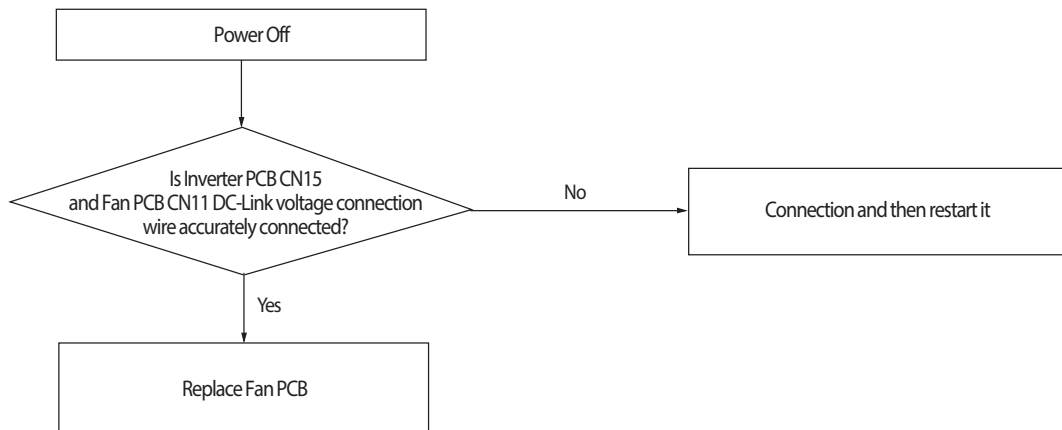 Power Off
Is Inverter PCB CN15
and Fan PCB CN11 DC-Link voltage connection
wire accurately connected?
No
Connection and then restart it
Yes
Replace Fan PCB